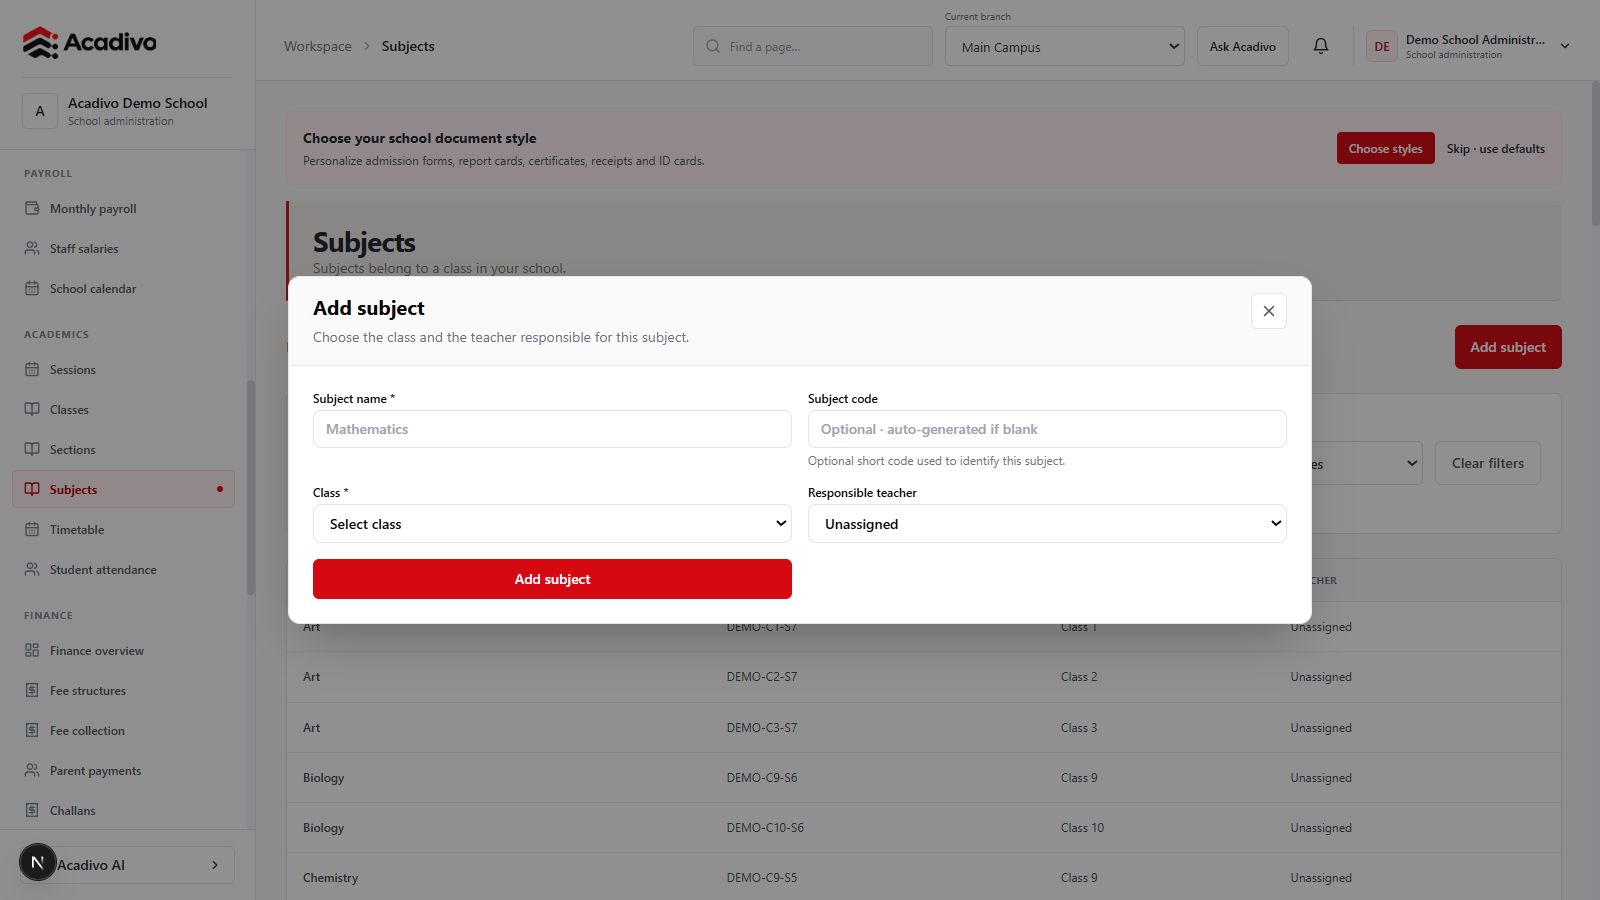 Acadivo
Acadivo Demo School
School administration
PAYROLL
Monthly payroll
Staff salaries
School calendar
ACADEMICS
Sessions
Classes
Sections
Subjects
Timetable
Student attendance
FINANCE
Finance overview
Fee structures
Fee collection
Parent payments
Challans
Acadivo AI
N
A
Workspace > Subjects
Find a page...
Current branch
Main Campus
Ask Acadivo
DE
Demo School Administr...
School administration
Choose your school document style
Personalize admission forms, report cards, certificates, receipts and ID cards.
Choose styles
Skip · use defaults
Subjects
Subjects belong to a class in your school.
Add subject
Clear filters
Add subject
Choose the class and the teacher responsible for this subject.
Subject name *
Mathematics
Subject code
Optional · auto-generated if blank
Optional short code used to identify this subject.
Class *
Select class
Responsible teacher
Unassigned
Add subject
Art DEMO-C1-S7 Class 1 Unassigned
Art DEMO-C2-S7 Class 2 Unassigned
Art DEMO-C3-S7 Class 3 Unassigned
Biology DEMO-C9-S6 Class 9 Unassigned
Biology DEMO-C10-S6 Class 10 Unassigned
Chemistry DEMO-C9-S5 Class 9 Unassigned